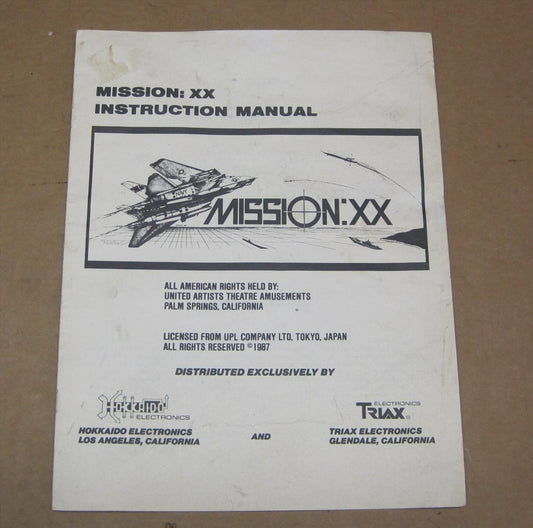 MISSION: XX
INSTRUCTION MANUAL
MISSION:XX
ALL AMERICAN RIGHTS HELD BY:
UNITED ARTISTS THEATRE AMUSEMENTS
PALM SPRINGS, CALIFORNIA
LICENSED FROM UPL COMPANY LTD. TOKYO, JAPAN
ALL RIGHTS RESERVED ©1987
DISTRIBUTED EXCLUSIVELY BY
HOKKAIDO
ELECTRONICS
HOKKAIDO ELECTRONICS
LOS ANGELES, CALIFORNIA
AND
ELECTRONICS
TRIAX®
TRIAX ELECTRONICS
GLENDALE, CALIFORNIA